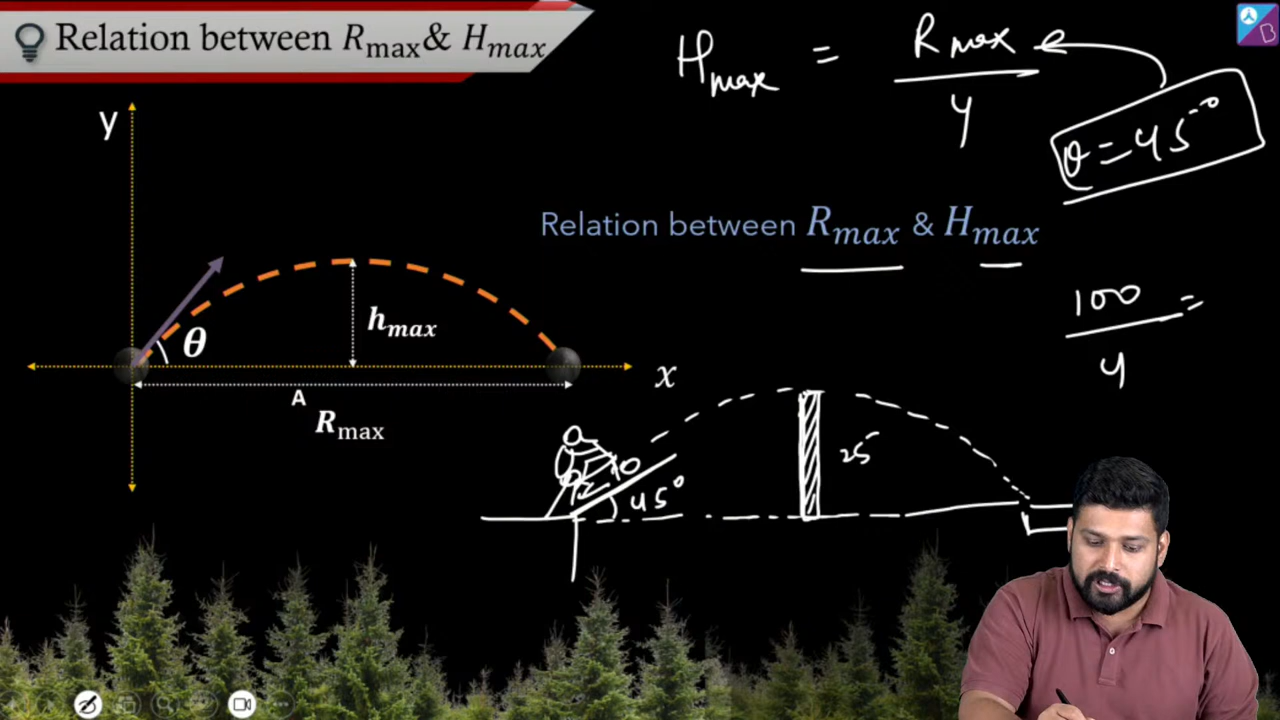 Relation between Rmax& Hmax
Hmax = Rmax / 4
θ = 45°
B
y
Relation between Rmax & Hmax
100 / 4 =
hmax
θ
x
A
Rmax
25
45°